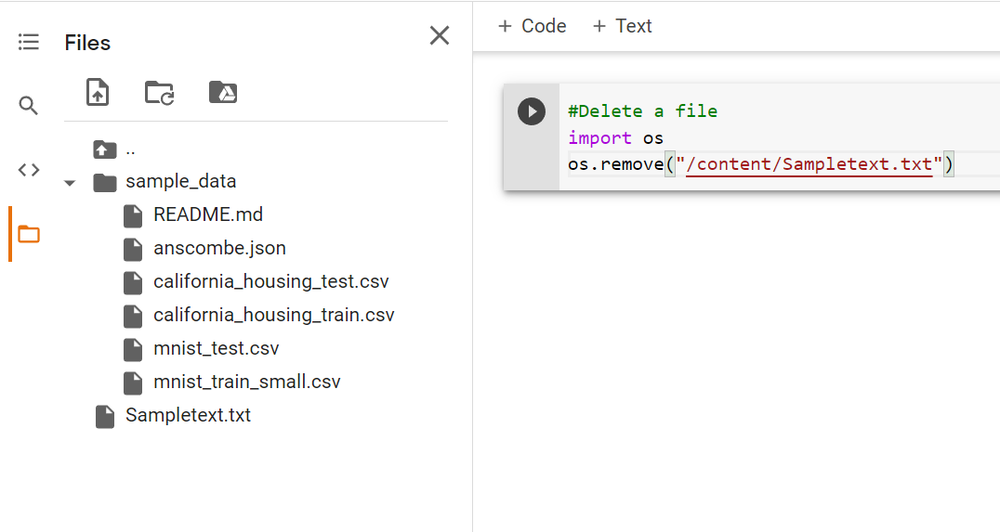 Files
..
sample_data
README.md
anscombe.json
california_housing_test.csv
california_housing_train.csv
mnist_test.csv
mnist_train_small.csv
Sampletext.txt
+ Code + Text
#Delete a file
import os
os.remove("/content/Sampletext.txt")